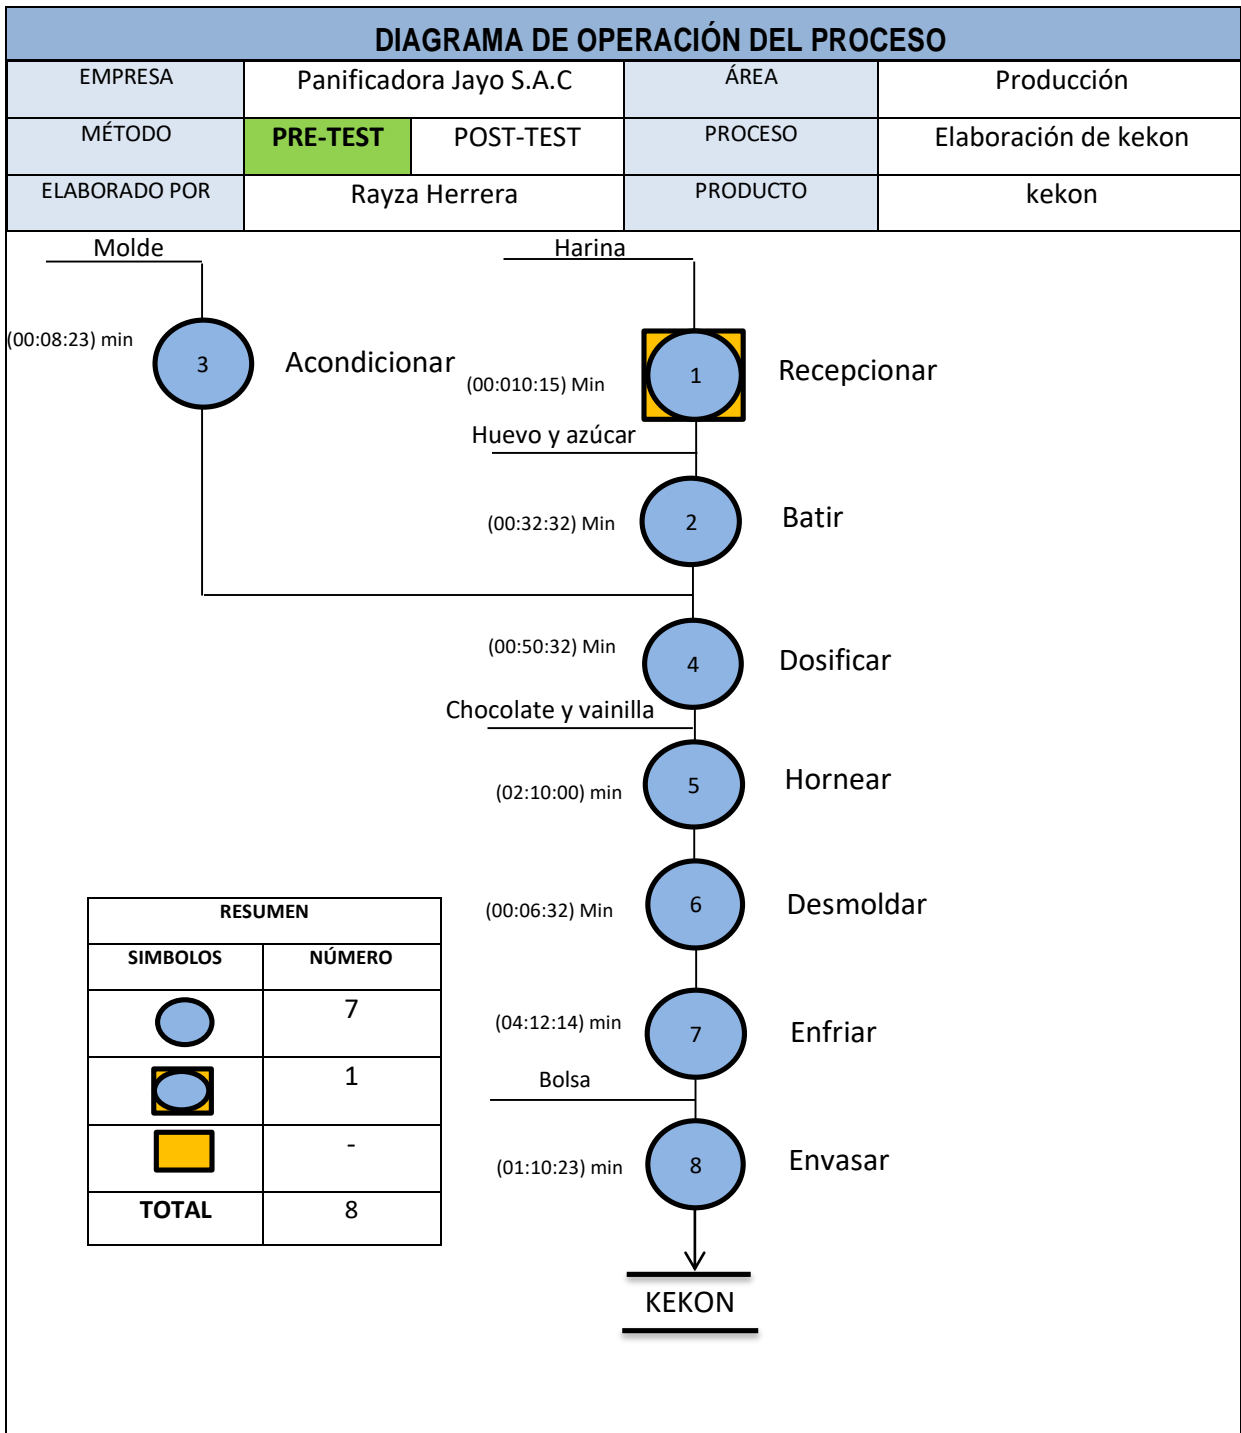 DIAGRAMA DE OPERACIÓN DEL PROCESO
EMPRESA Panificadora Jayo S.A.C ÁREA Producción
MÉTODO PRE-TEST POST-TEST PROCESO Elaboración de kekon
ELABORADO POR Rayza Herrera PRODUCTO kekon
Molde Harina
(00:08:23) min 3 Acondicionar
(00:010:15) Min 1 Recepcionar
Huevo y azúcar
(00:32:32) Min 2 Batir
(00:50:32) Min 4 Dosificar
Chocolate y vainilla
(02:10:00) min 5 Hornear
(00:06:32) Min 6 Desmoldar
(04:12:14) min 7 Enfriar
Bolsa
(01:10:23) min 8 Envasar
KEKON
RESUMEN
SIMBOLOS NÚMERO
7
1
-
TOTAL 8